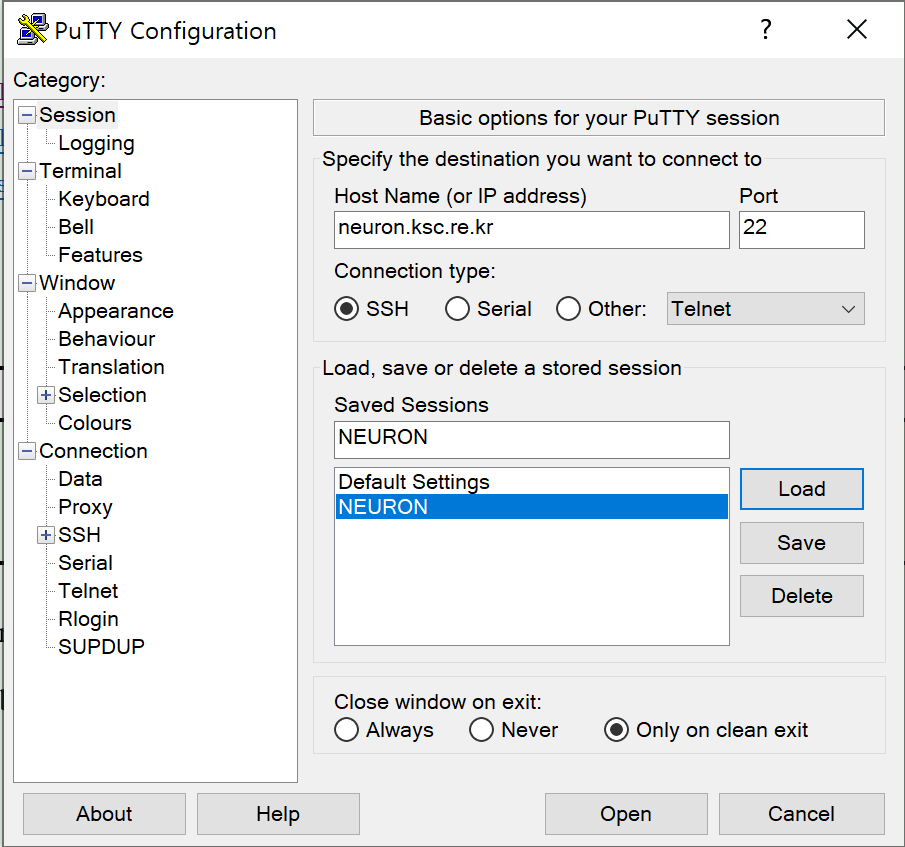 PuTTY Configuration
?
Category:
Session
Logging
Terminal
Keyboard
Bell
Features
Window
Appearance
Behaviour
Translation
Selection
Colours
Connection
Data
Proxy
SSH
Serial
Telnet
Rlogin
SUPDUP
Basic options for your PuTTY session
Specify the destination you want to connect to
Host Name (or IP address) Port
neuron.ksc.re.kr 22
Connection type:
SSH Serial Other: Telnet
Load, save or delete a stored session
Saved Sessions
NEURON
Default Settings
NEURON
Load
Save
Delete
Close window on exit:
Always Never Only on clean exit
About Help Open Cancel